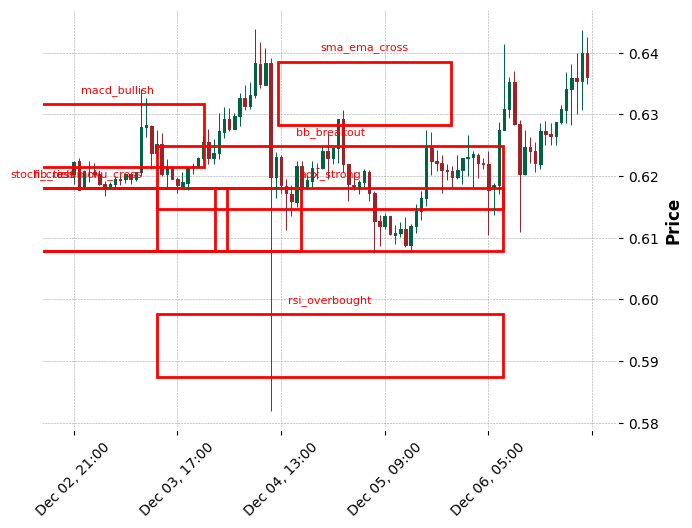 sma_ema_cross
0.64
macd_bullish
0.63
bb_breakout
0.62
adx_strong
0.61
Price
0.60
rsi_overbought
0.59
0.58
Dec 02, 21:00
Dec 03, 17:00
Dec 04, 13:00
Dec 05, 09:00
Dec 06, 05:00